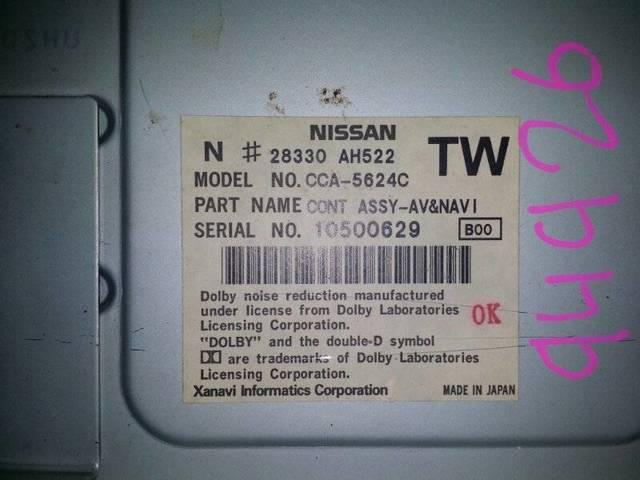 NISSAN
N # 28330 AH522 TW
MODEL NO. CCA-5624C
PART NAME CONT ASSY-AV&NAVI
SERIAL NO. 10500629 B00
Dolby noise reduction manufactured
under license from Dolby Laboratories
Licensing Corporation.
"DOLBY" and the double-D symbol
are trademarks of Dolby Laboratories
Licensing Corporation.
OK
Xanavi Informatics Corporation MADE IN JAPAN